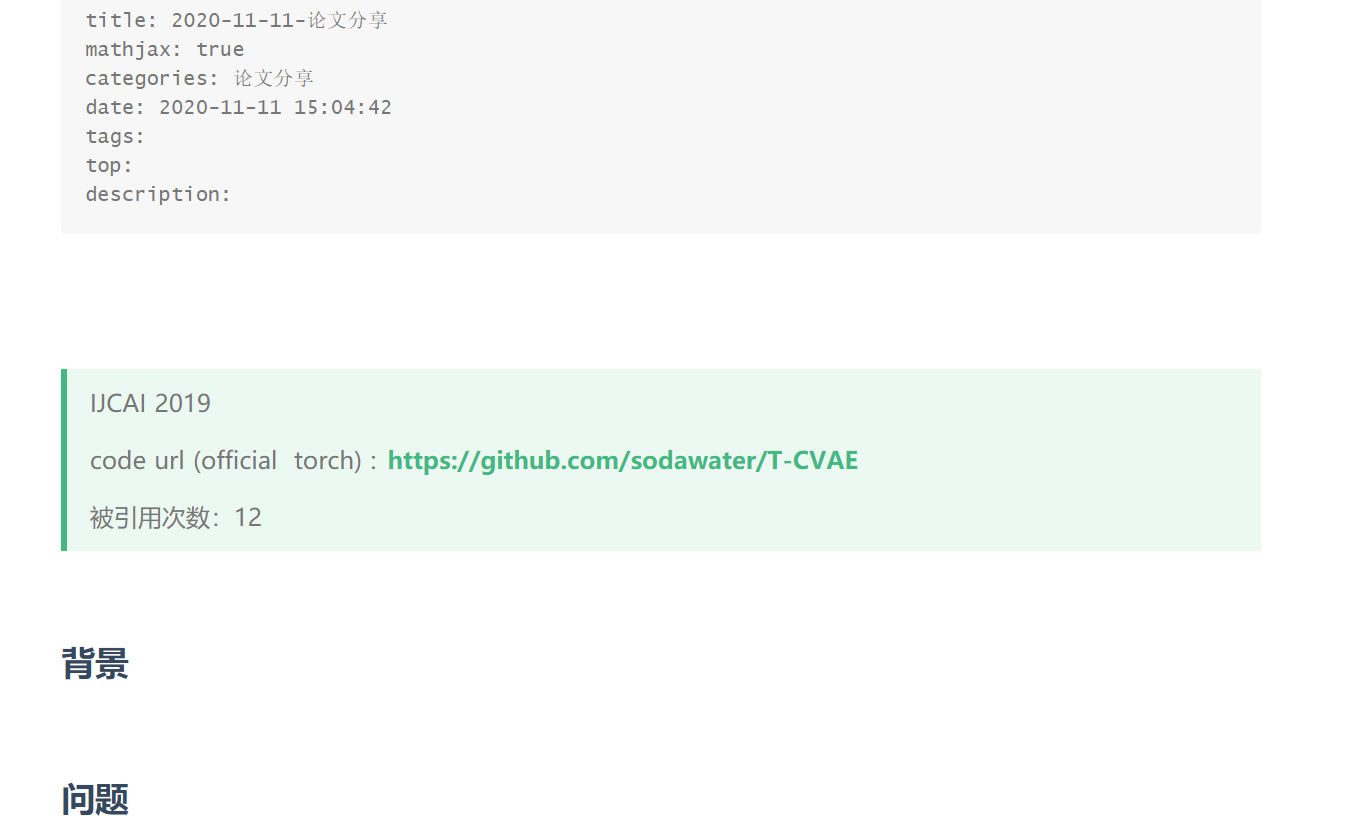 title: 2020-11-11-论文分享
mathjax: true
categories: 论文分享
date: 2020-11-11 15:04:42
tags:
top:
description:
IJCAI 2019
code url (official torch) : https://github.com/sodawater/T-CVAE
被引用次数：12
背景
问题